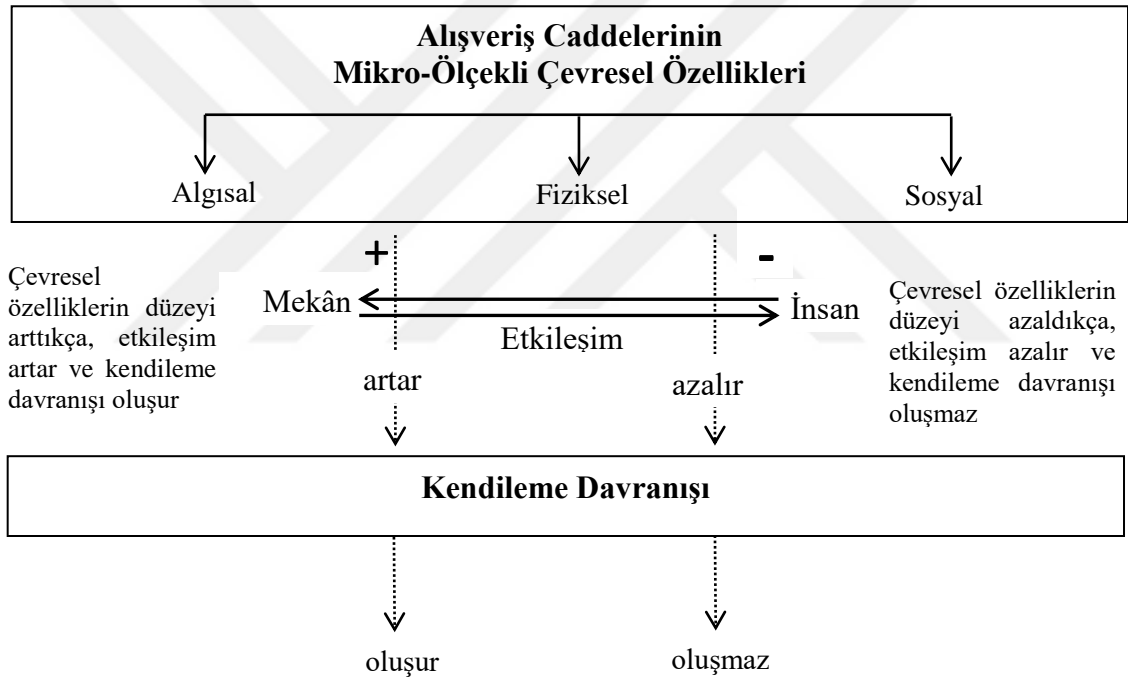 Alışveriş Caddelerinin
Mikro-Ölçekli Çevresel Özellikleri
Algısal
Fiziksel
Sosyal
+
-
Çevresel
özelliklerin düzeyi
arttıkça, etkileşim
artar ve kendileme
davranışı oluşur
Mekân
İnsan
Etkileşim
Çevresel özelliklerin
düzeyi azaldıkça,
etkileşim azalır ve
kendileme davranışı
oluşmaz
artar
azalır
Kendileme Davranışı
oluşur
oluşmaz